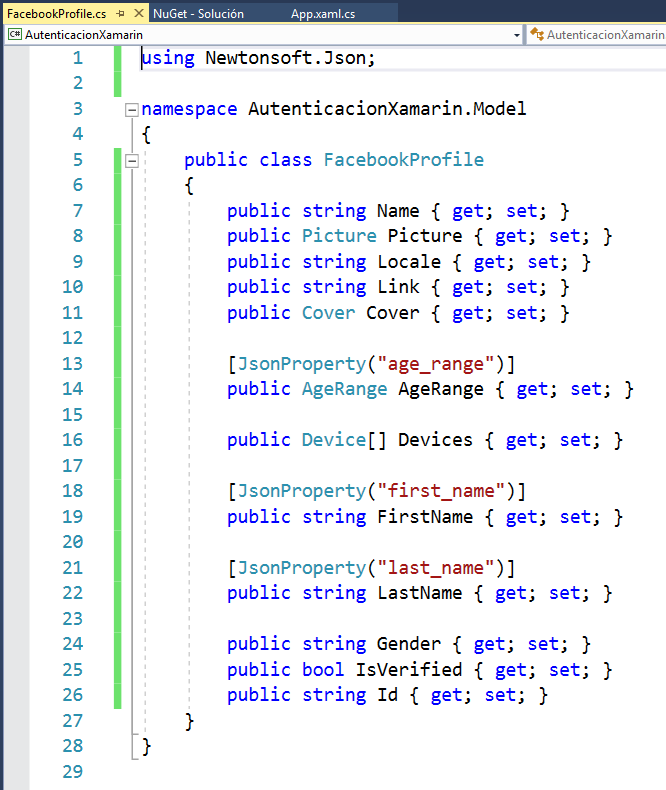 FacebookProfile.cs NuGet - Solución App.xaml.cs
C# AutenticacionXamarin AutenticacionXamarin
1 using Newtonsoft.Json;
2
3 namespace AutenticacionXamarin.Model
4 {
5 public class FacebookProfile
6 {
7 public string Name { get; set; }
8 public Picture Picture { get; set; }
9 public string Locale { get; set; }
10 public string Link { get; set; }
11 public Cover Cover { get; set; }
12
13 [JsonProperty("age_range")]
14 public AgeRange AgeRange { get; set; }
15
16 public Device[] Devices { get; set; }
17
18 [JsonProperty("first_name")]
19 public string FirstName { get; set; }
20
21 [JsonProperty("last_name")]
22 public string LastName { get; set; }
23
24 public string Gender { get; set; }
25 public bool IsVerified { get; set; }
26 public string Id { get; set; }
27 }
28 }
29